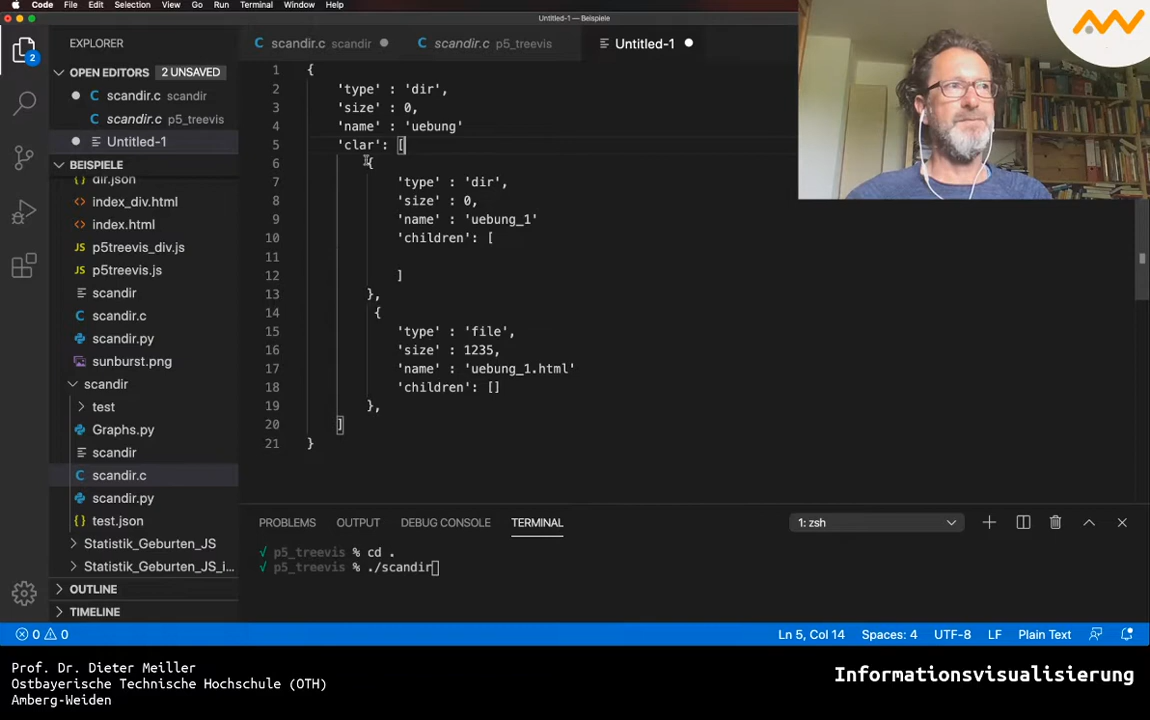 Code File Edit Selection View Go Run Terminal Window Help
Untitled-1 — Beispiele
EXPLORER
OPEN EDITORS 2 UNSAVED
scandir.c scandir
scandir.c p5_treevis
Untitled-1
BEISPIELE
dir.json
index_div.html
index.html
JS p5treevis_div.js
JS p5treevis.js
scandir
C scandir.c
scandir.py
sunburst.png
scandir
test
Graphs.py
scandir
C scandir.c
scandir.py
{} test.json
Statistik_Geburten_JS
Statistik_Geburten_JS_i...
OUTLINE
TIMELINE
2
C scandir.c scandir
C scandir.c p5_treevis
Untitled-1
1 {
2 'type' : 'dir',
3 'size' : 0,
4 'name' : 'uebung'
5 'clar': [
6 {
7 'type' : 'dir',
8 'size' : 0,
9 'name' : 'uebung_1'
10 'children': [
11
12 ]
13 },
14 {
15 'type' : 'file',
16 'size' : 1235,
17 'name' : 'uebung_1.html'
18 'children': []
19 },
20 ]
21 }
PROBLEMS OUTPUT DEBUG CONSOLE TERMINAL 1: zsh
√ p5_treevis % cd .
√ p5_treevis % ./scandir
0 0 Ln 5, Col 14 Spaces: 4 UTF-8 LF Plain Text
Prof. Dr. Dieter Meiller
Ostbayerische Technische Hochschule (OTH)
Amberg-Weiden
Informationsvisualisierung